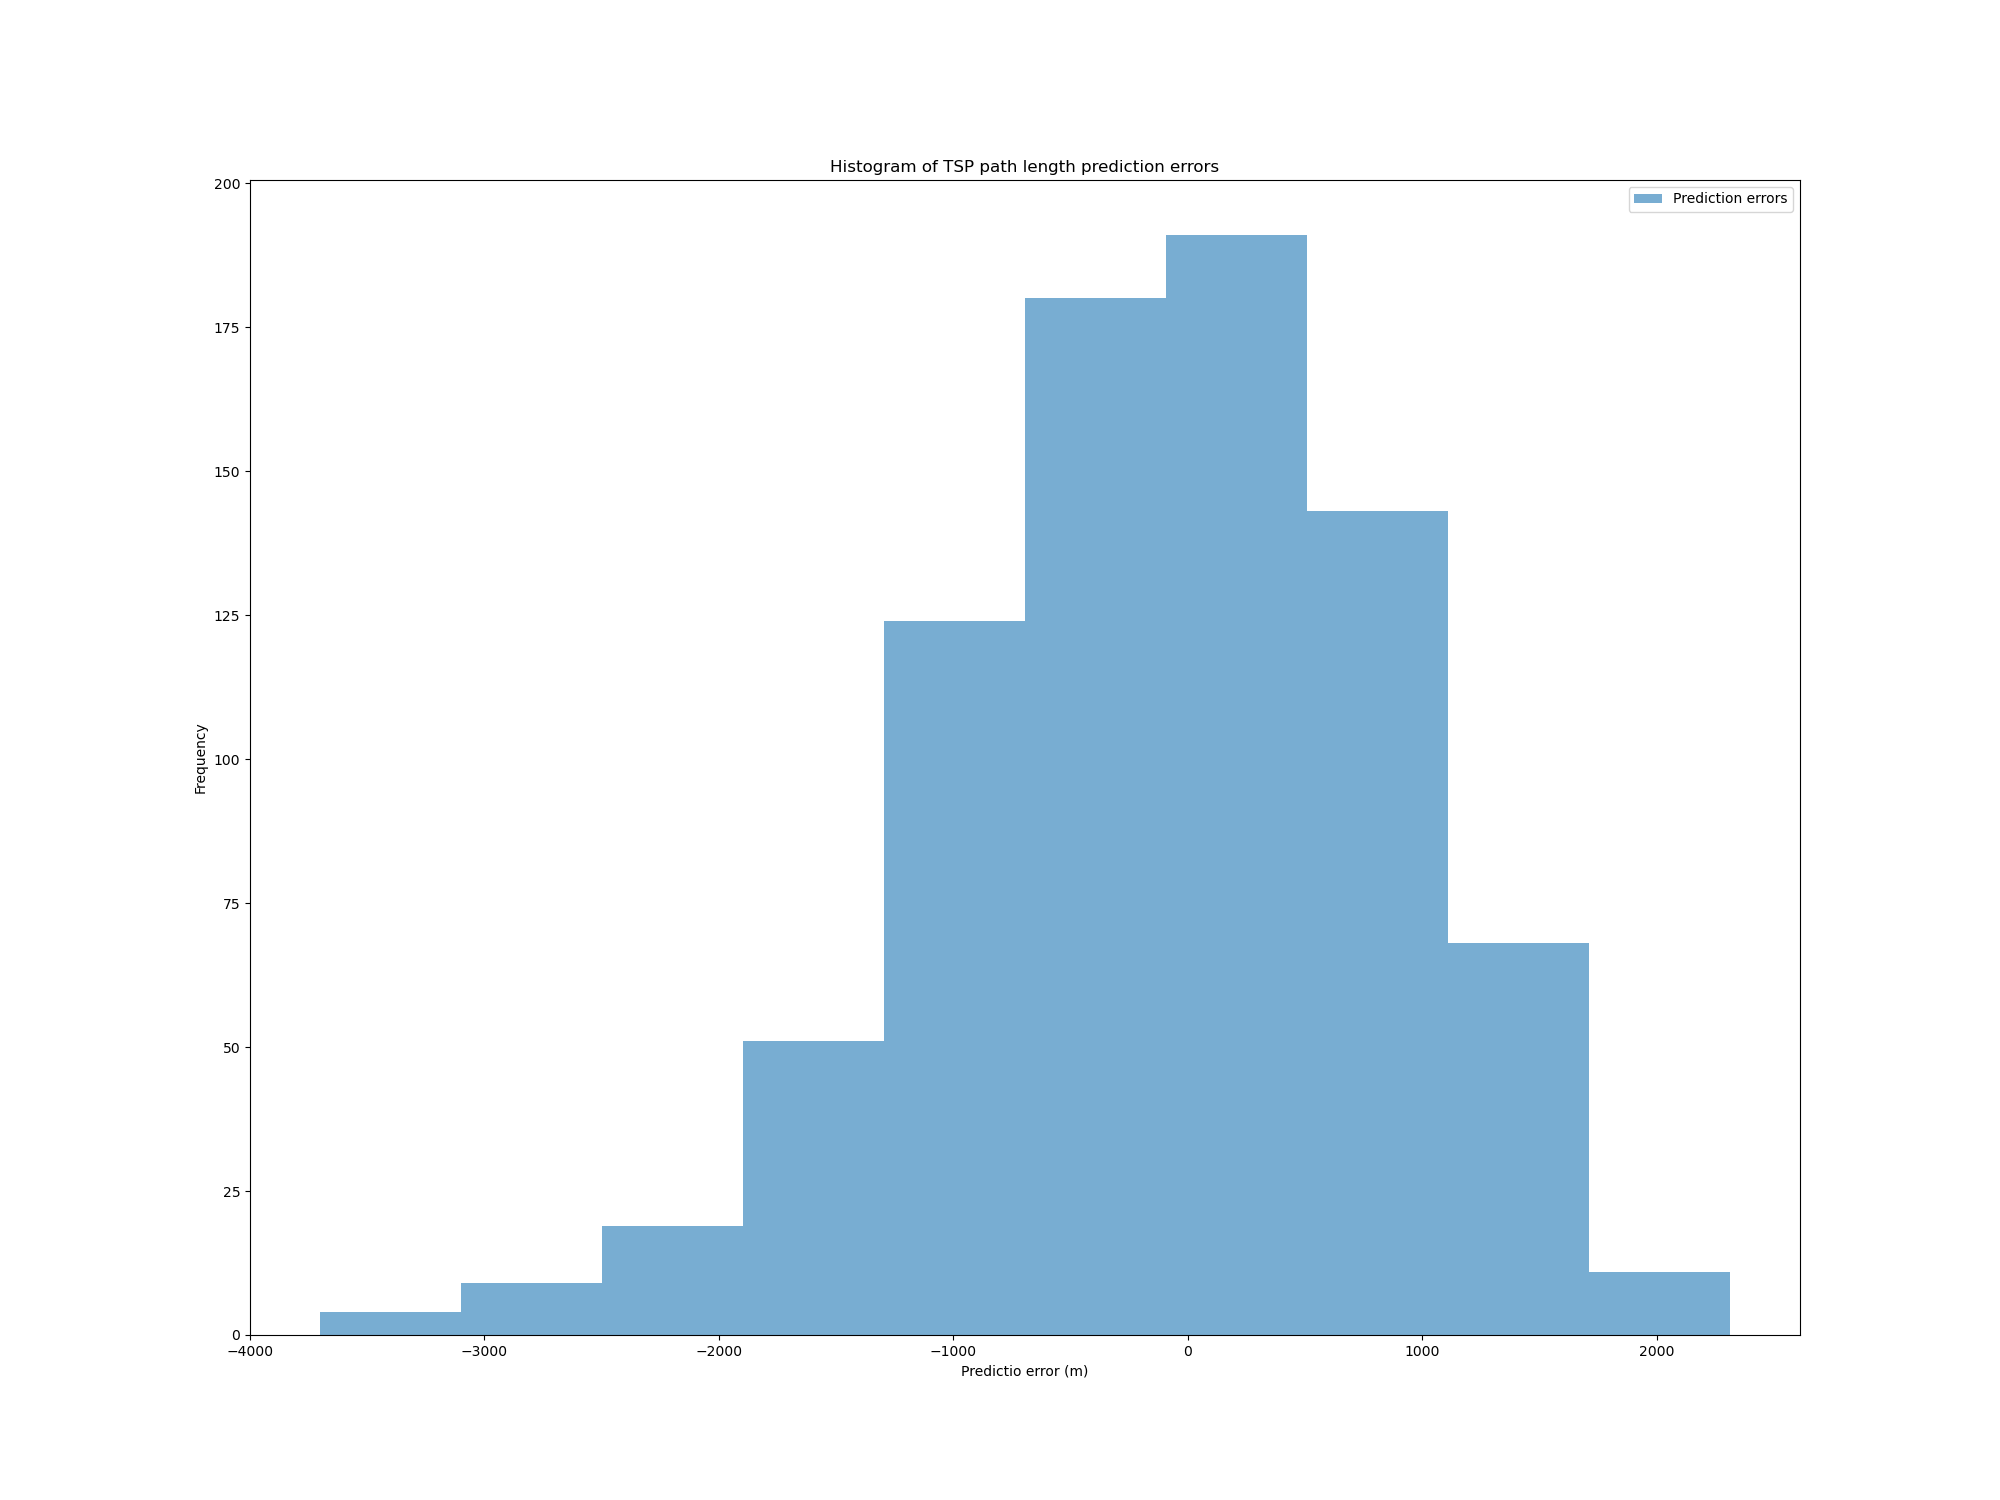 Histogram of TSP path length prediction errors
Prediction errors
200
175
150
125
100
75
50
25
0
Frequency
−4000 −3000 −2000 −1000 0 1000 2000
Predictio error (m)